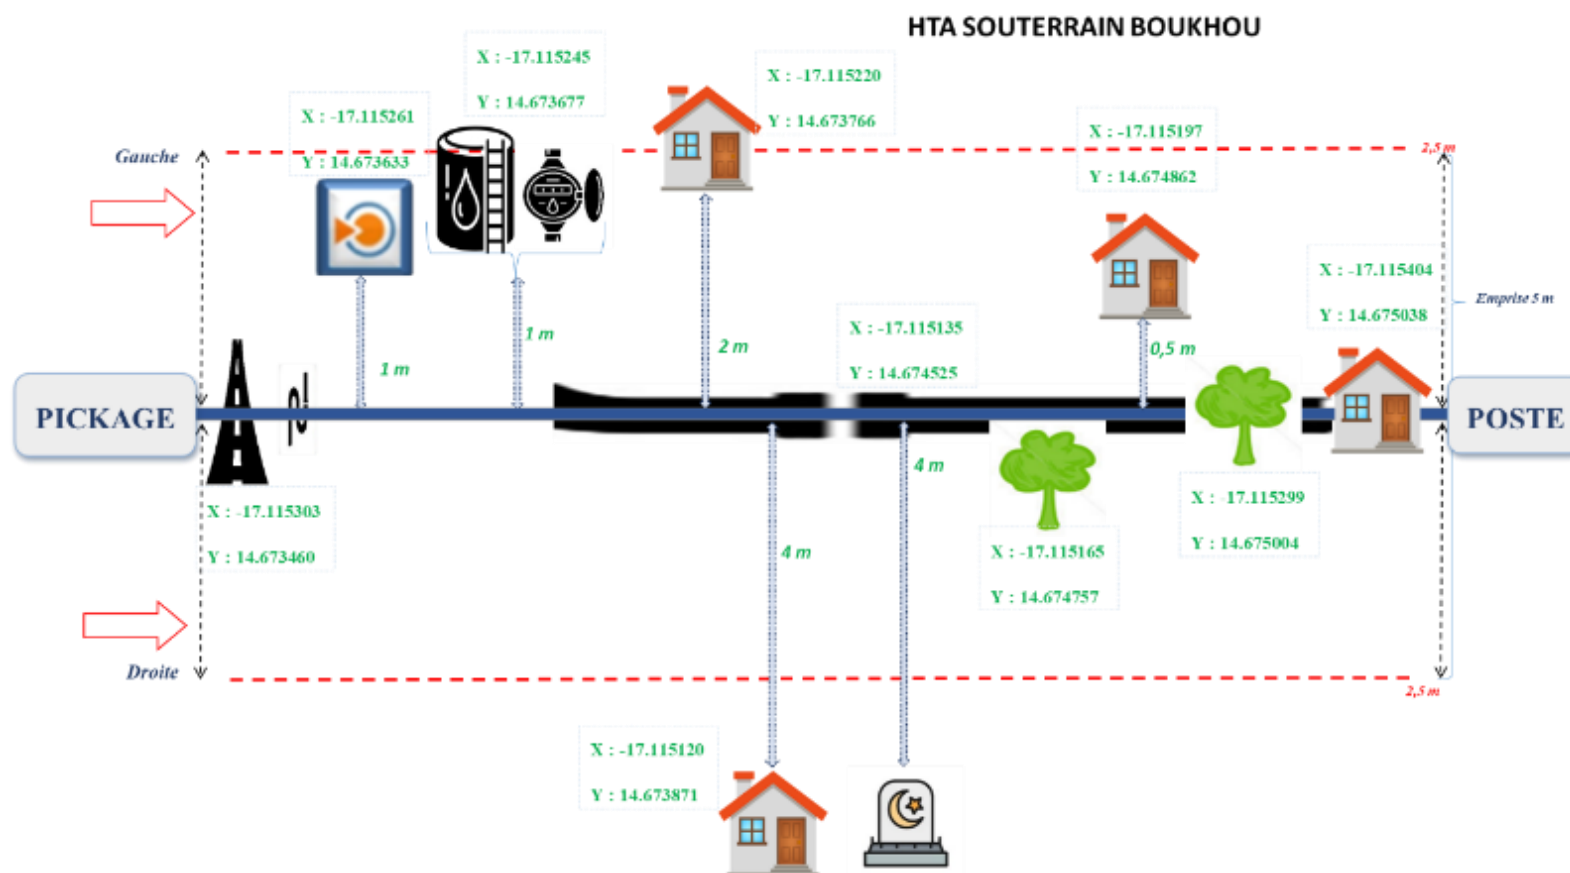 HTA SOUTERRAIN BOUKHOU
X : -17.115245
Y : 14.673677
X : -17.115220
Y : 14.673766
X : -17.115261
Y : 14.673633
X : -17.115197
Y : 14.674862
Gauche
2,5 m
X : -17.115404
Y : 14.675038
Emprise 5 m
X : -17.115135
Y : 14.674525
1 m
1 m
2 m
0,5 m
PICKAGE
POSTE
4 m
4 m
X : -17.115303
Y : 14.673460
X : -17.115299
Y : 14.675004
X : -17.115165
Y : 14.674757
Droite
2,5 m
X : -17.115120
Y : 14.673871